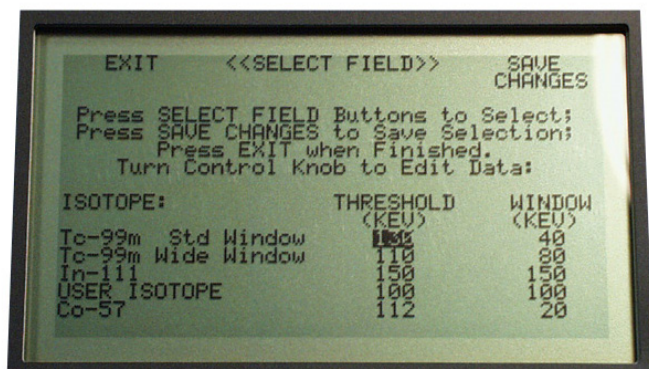 EXIT <<SELECT FIELD>> SAVE CHANGES
Press SELECT FIELD Buttons to Select;
Press SAVE CHANGES to Save Selection;
Press EXIT when Finished.
Turn Control Knob to Edit Data:
ISOTOPE: THRESHOLD (KEV) WINDOW (KEV)
Tc-99m Std Window 130 40
Tc-99m Wide Window 110 80
In-111 150 150
USER ISOTOPE 100 100
Co-57 112 20